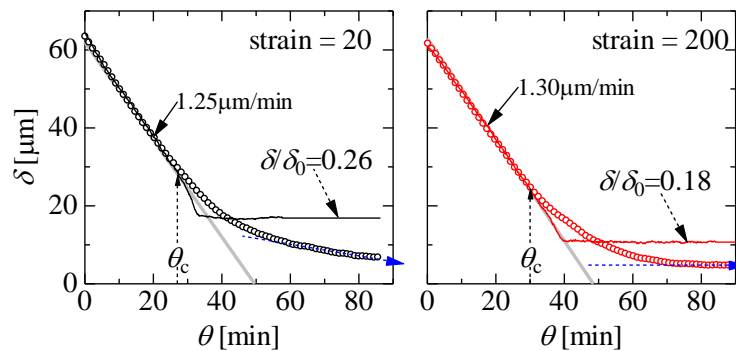 strain = 20
1.25μm/min
δ/δ0=0.26
θc
δ [μm]
0
20
40
60
0
20
40
60
80
θ [min]
strain = 200
1.30μm/min
δ/δ0=0.18
θc
0
20
40
60
80
θ [min]